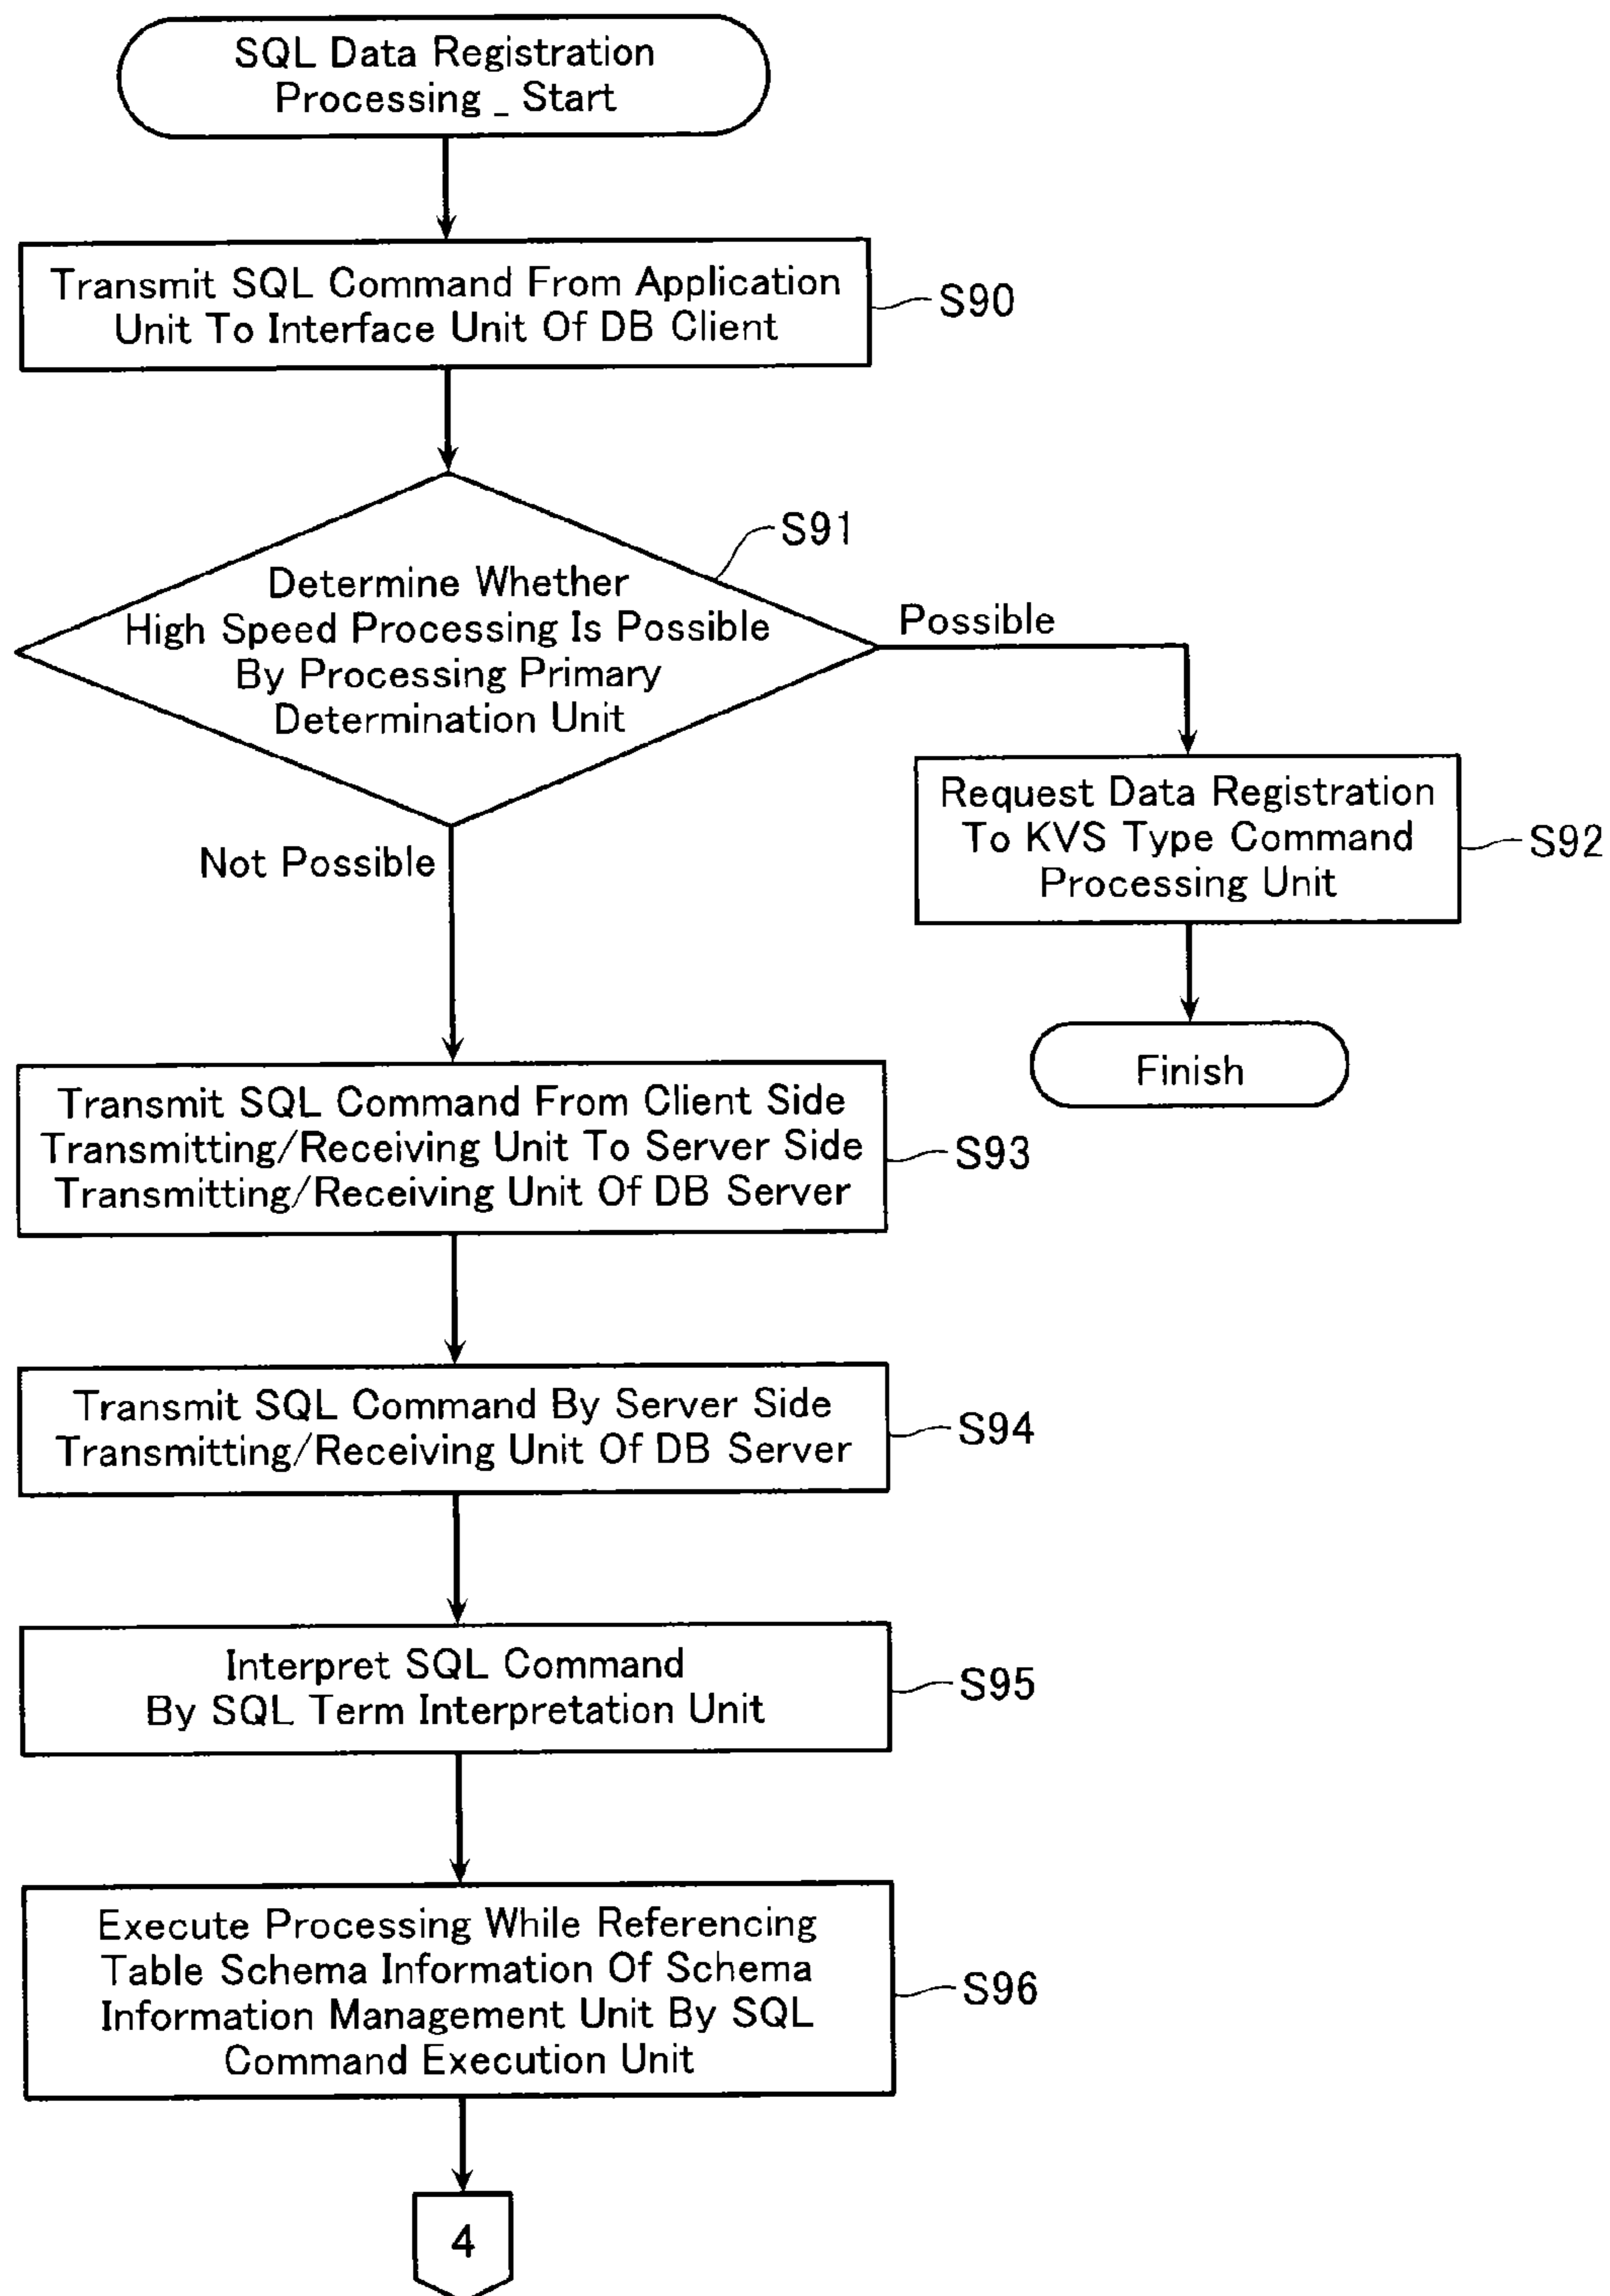 SQL Data Registration
Processing _ Start
Transmit SQL Command From Application
Unit To Interface Unit Of DB Client
S90
S91
Determine Whether
High Speed Processing Is Possible
By Processing Primary
Determination Unit
Possible
Not Possible
Request Data Registration
To KVS Type Command
Processing Unit
S92
Finish
Transmit SQL Command From Client Side
Transmitting/Receiving Unit To Server Side
Transmitting/Receiving Unit Of DB Server
S93
Transmit SQL Command By Server Side
Transmitting/Receiving Unit Of DB Server
S94
Interpret SQL Command
By SQL Term Interpretation Unit
S95
Execute Processing While Referencing
Table Schema Information Of Schema
Information Management Unit By SQL
Command Execution Unit
S96
4